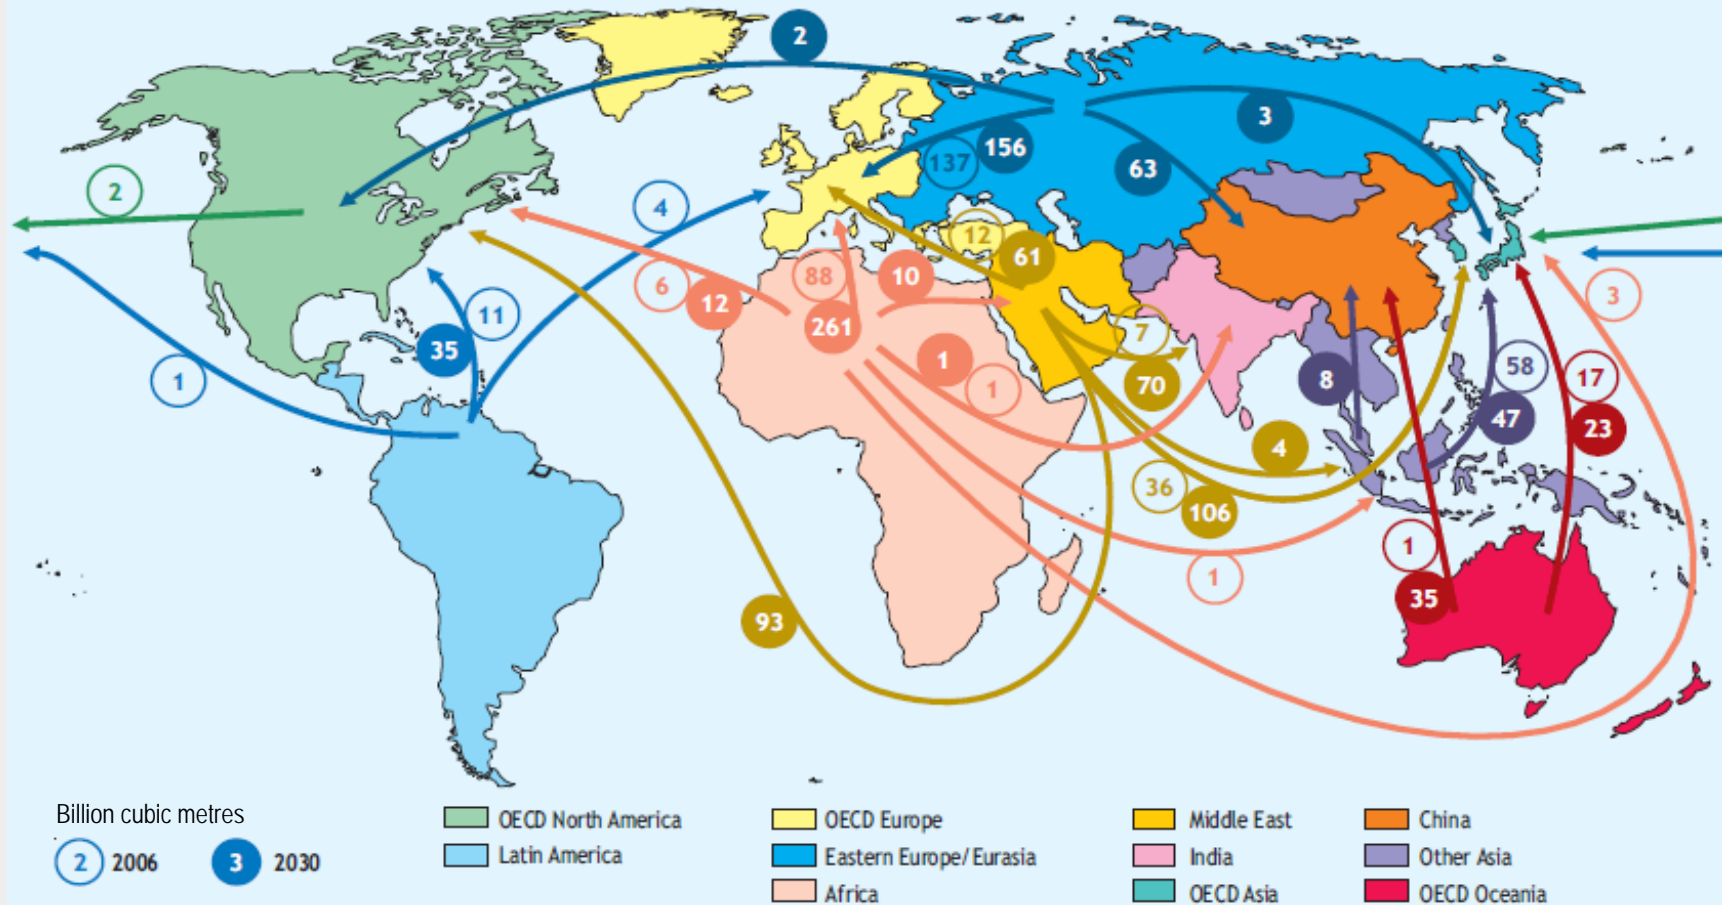 2
3
156
137
63
2
4
12
61
6
12
88
10
261
3
11
35
1
7
70
1
1
8
58
47
17
23
4
36
106
1
1
35
93
Billion cubic metres
2 2006 3 2030
OECD North America
Latin America
OECD Europe
Eastern Europe/Eurasia
Africa
Middle East
India
OECD Asia
China
Other Asia
OECD Oceania